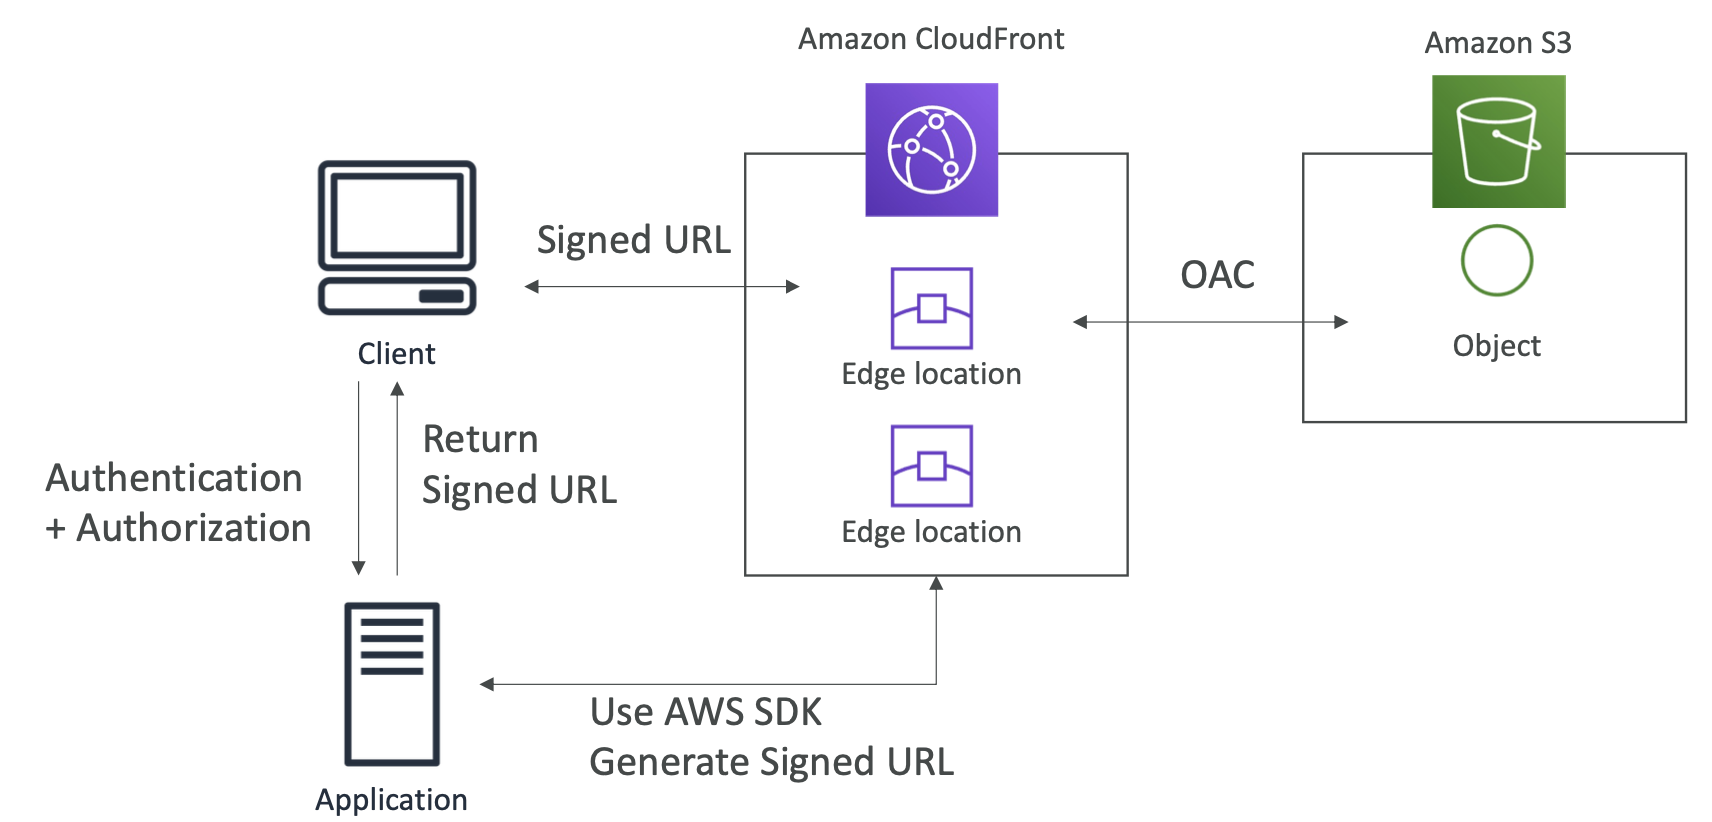 Amazon CloudFront
Amazon S3
Signed URL
OAC
Object
Client
Edge location
Return
Signed URL
Authentication
+ Authorization
Edge location
Use AWS SDK
Generate Signed URL
Application